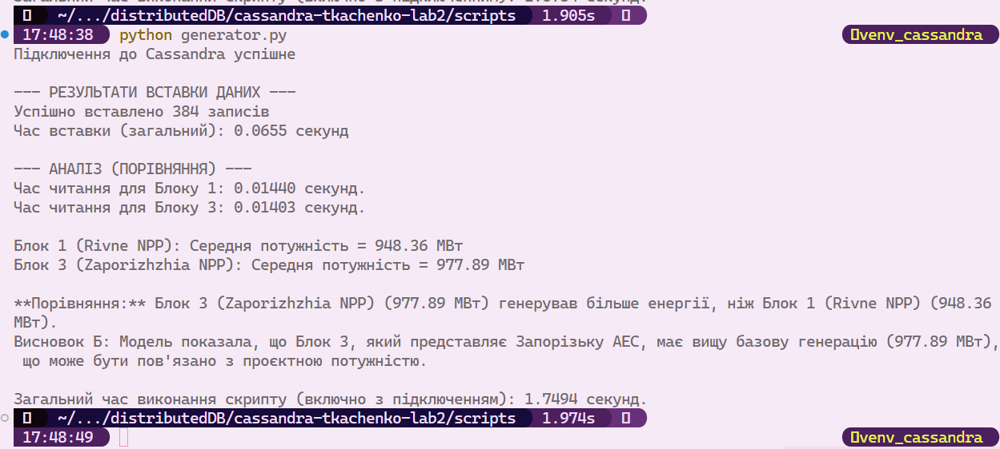 Загальний час виконання скрипту (включно з підключенням): 1.8784 секунд.
~/.../distributedDB/cassandra-tkachenko-lab2/scripts 1.905s
17:48:38 python generator.py venv_cassandra
Підключення до Cassandra успішне
--- РЕЗУЛЬТАТИ ВСТАВКИ ДАНИХ ---
Успішно вставлено 384 записів
Час вставки (загальний): 0.0655 секунд
--- АНАЛІЗ (ПОРІВНЯННЯ) ---
Час читання для Блоку 1: 0.01440 секунд.
Час читання для Блоку 3: 0.01403 секунд.
Блок 1 (Rivne NPP): Середня потужність = 948.36 МВт
Блок 3 (Zaporizhzhia NPP): Середня потужність = 977.89 МВт
**Порівняння:** Блок 3 (Zaporizhzhia NPP) (977.89 МВт) генерував більше енергії, ніж Блок 1 (Rivne NPP) (948.36
МВт).
Висновок Б: Модель показала, що Блок 3, який представляє Запорізьку АЕС, має вищу базову генерацію (977.89 МВт),
що може бути пов'язано з проєктною потужністю.
Загальний час виконання скрипту (включно з підключенням): 1.7494 секунд.
~/.../distributedDB/cassandra-tkachenko-lab2/scripts 1.974s
17:48:49 venv_cassandra